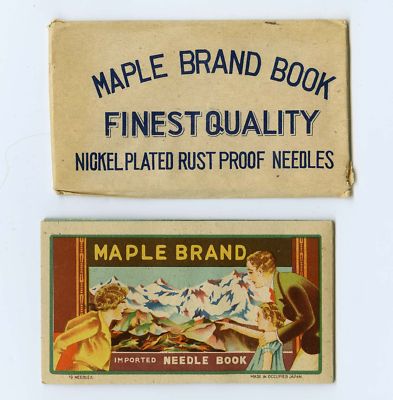 MAPLE BRAND BOOK
FINEST QUALITY
NICKEL PLATED RUST PROOF NEEDLES
MAPLE BRAND
IMPORTED NEEDLE BOOK
MADE IN OCCUPIED JAPAN